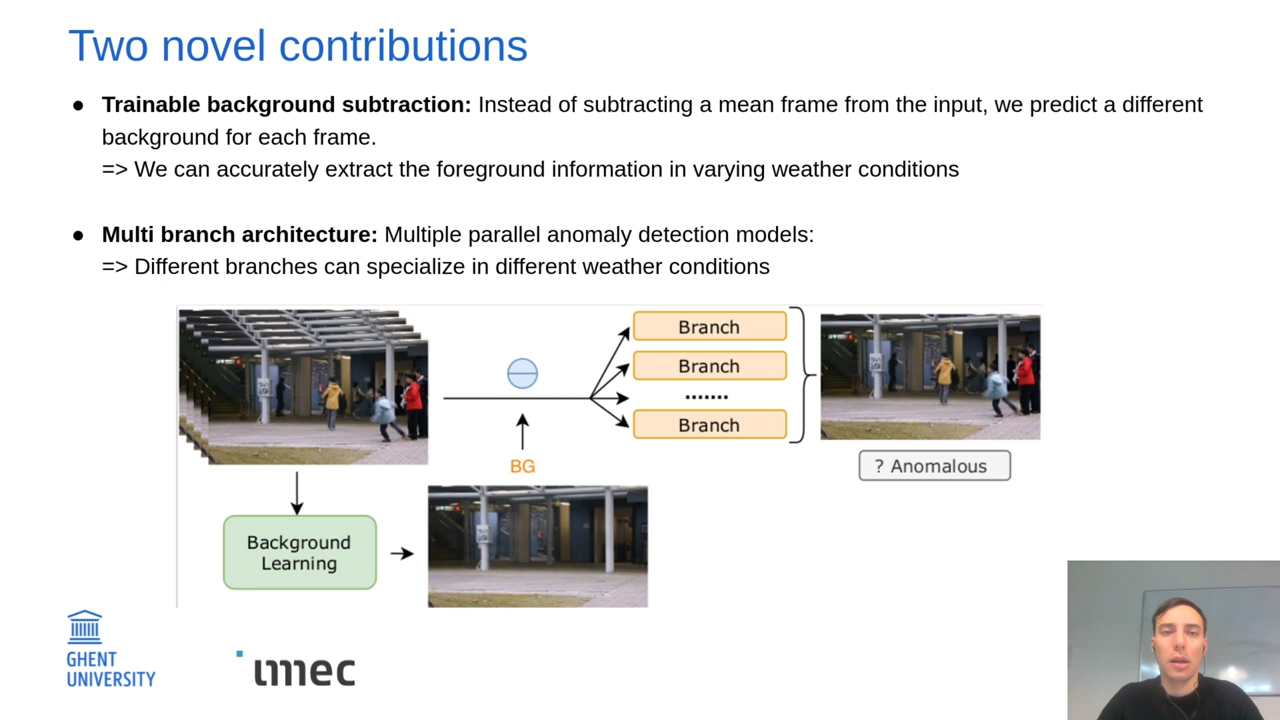 Two novel contributions
● Trainable background subtraction: Instead of subtracting a mean frame from the input, we predict a different
background for each frame.
=> We can accurately extract the foreground information in varying weather conditions
● Multi branch architecture: Multiple parallel anomaly detection models:
=> Different branches can specialize in different weather conditions
Branch
Branch
.......
Branch
BG
? Anomalous
Background
Learning
GHENT
UNIVERSITY
imec